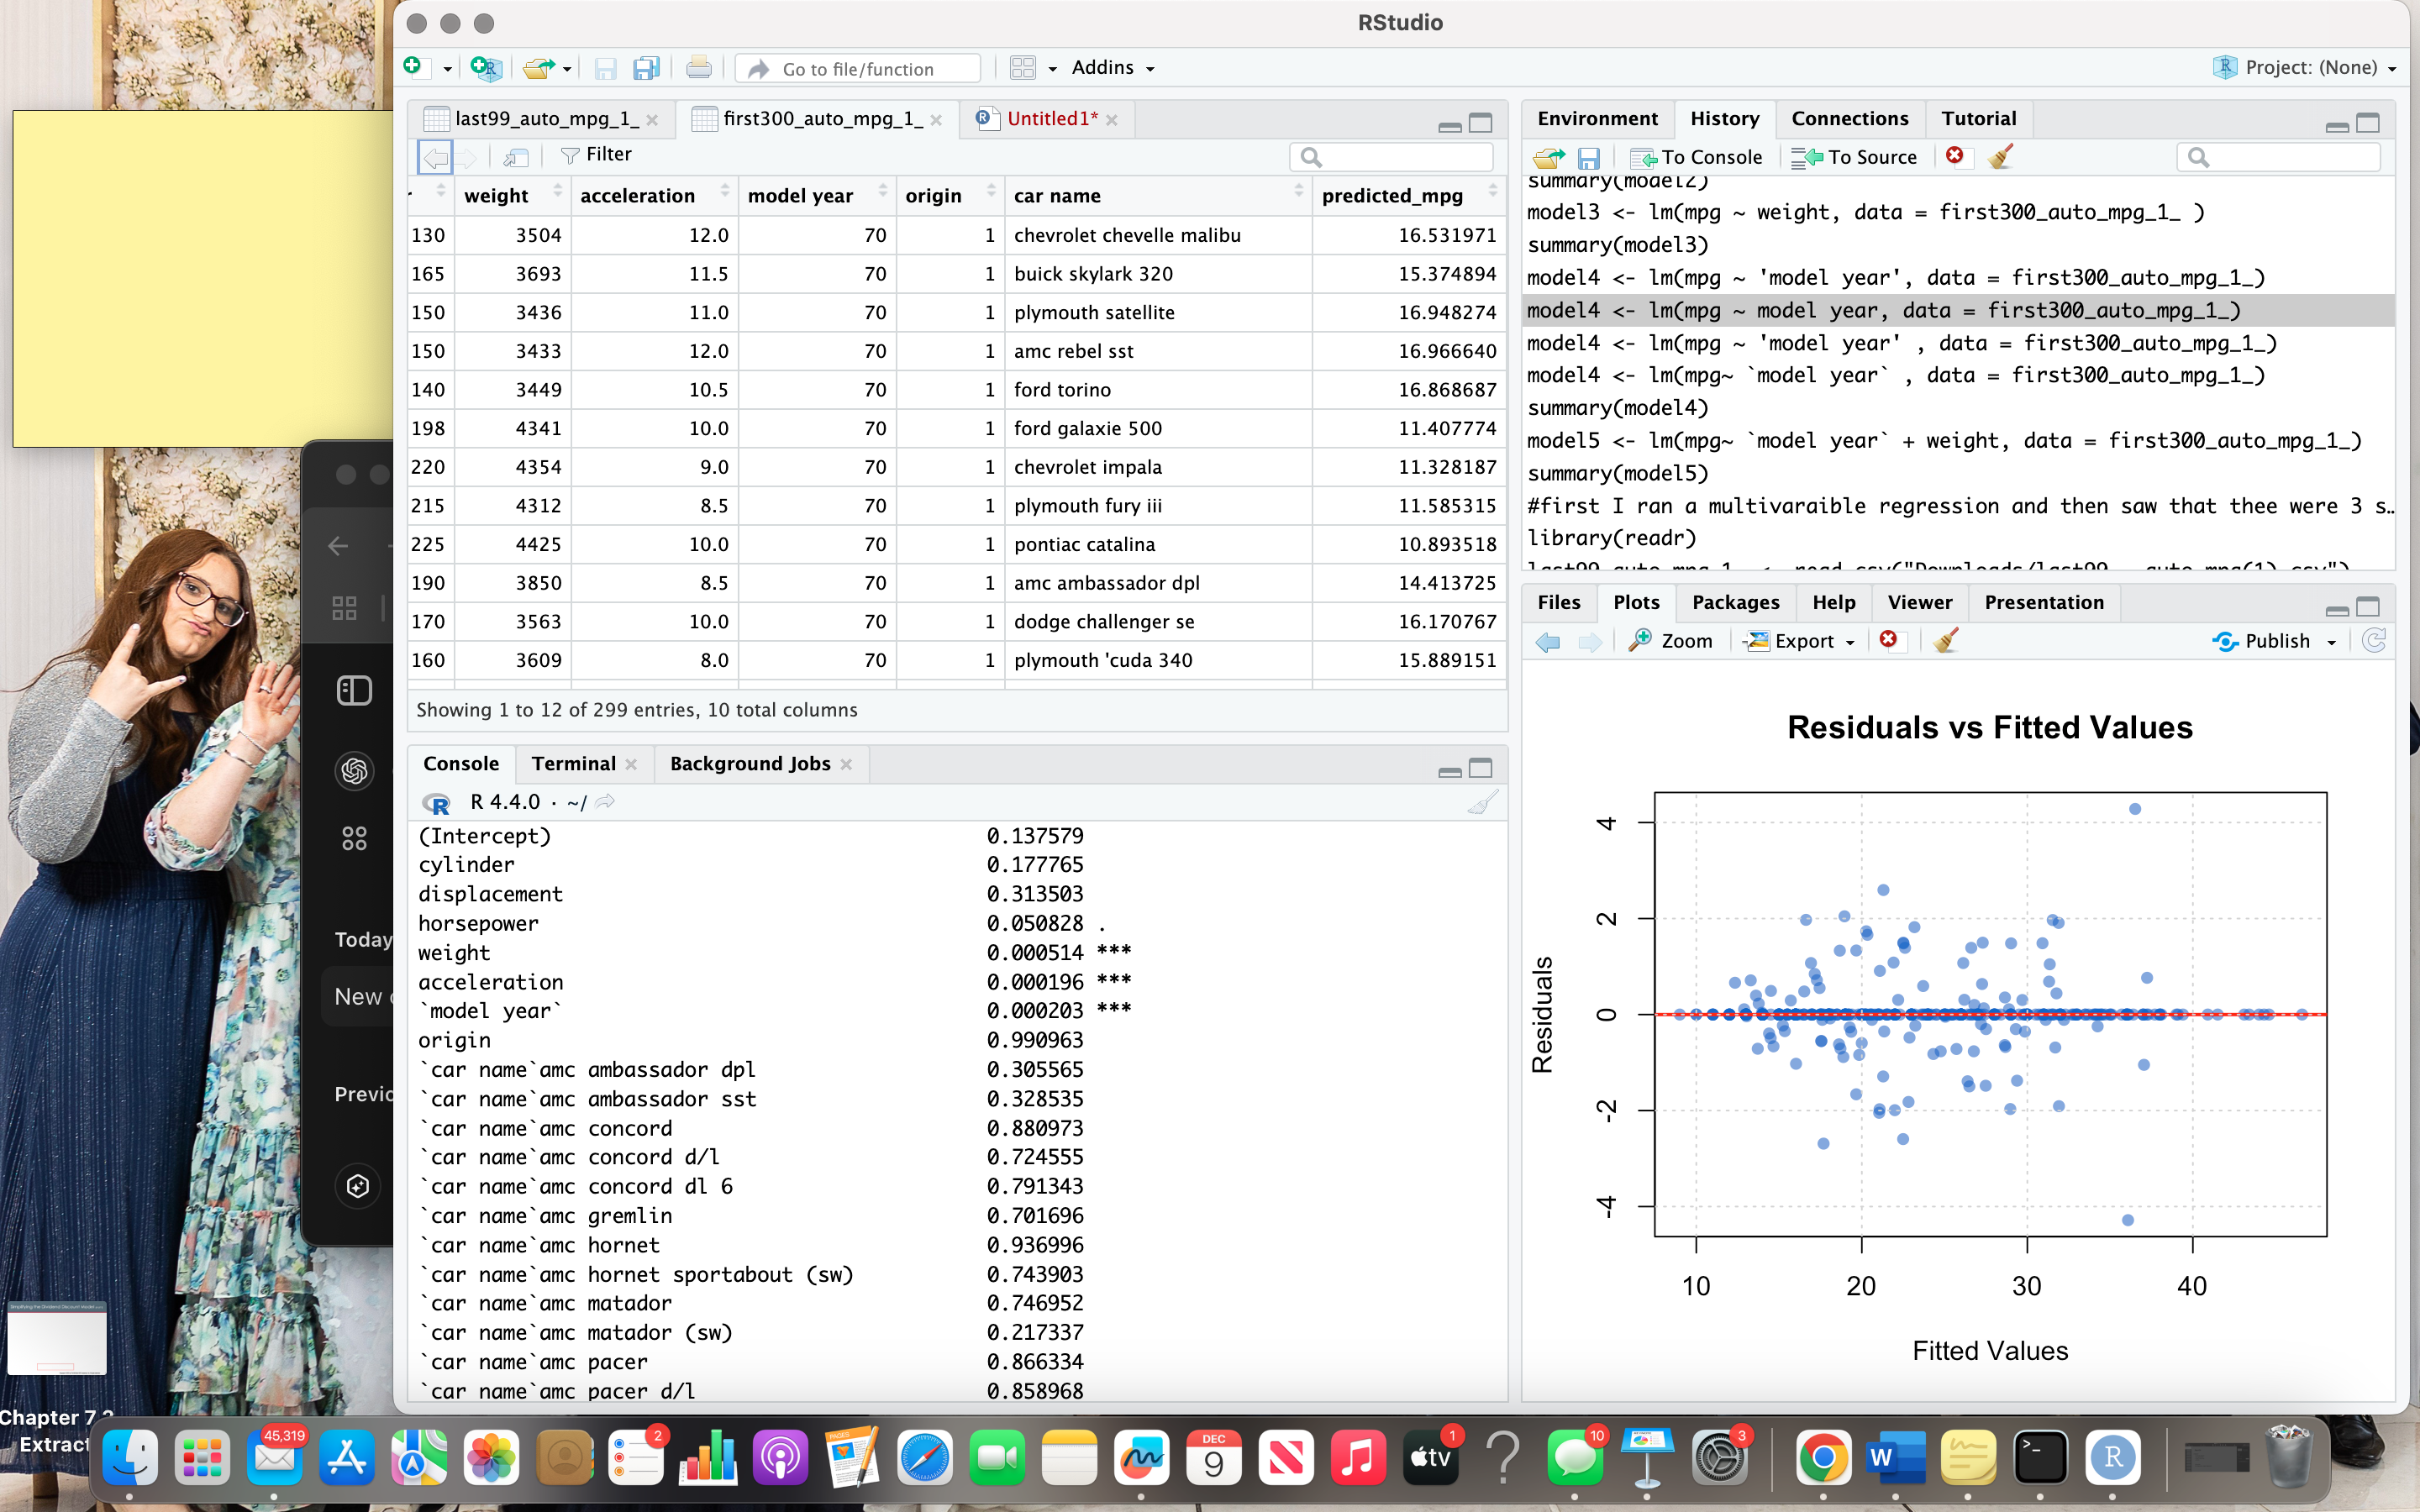 RStudio
Go to file/function
Addins
Project: (None)
last99_auto_mpg_1_
first300_auto_mpg_1_
Untitled1*
Filter
r weight acceleration model year origin car name predicted_mpg
130 3504 12.0 70 1 chevrolet chevelle malibu 16.531971
165 3693 11.5 70 1 buick skylark 320 15.374894
150 3436 11.0 70 1 plymouth satellite 16.948274
150 3433 12.0 70 1 amc rebel sst 16.966640
140 3449 10.5 70 1 ford torino 16.868687
198 4341 10.0 70 1 ford galaxie 500 11.407774
220 4354 9.0 70 1 chevrolet impala 11.328187
215 4312 8.5 70 1 plymouth fury iii 11.585315
225 4425 10.0 70 1 pontiac catalina 10.893518
190 3850 8.5 70 1 amc ambassador dpl 14.413725
170 3563 10.0 70 1 dodge challenger se 16.170767
160 3609 8.0 70 1 plymouth 'cuda 340 15.889151
Showing 1 to 12 of 299 entries, 10 total columns
Console Terminal Background Jobs
R 4.4.0 · ~/
(Intercept) 0.137579
cylinder 0.177765
displacement 0.313503
horsepower 0.050828 .
weight 0.000514 ***
acceleration 0.000196 ***
`model year` 0.000203 ***
origin 0.990963
`car name`amc ambassador dpl 0.305565
`car name`amc ambassador sst 0.328535
`car name`amc concord 0.880973
`car name`amc concord d/l 0.724555
`car name`amc concord dl 6 0.791343
`car name`amc gremlin 0.701696
`car name`amc hornet 0.936996
`car name`amc hornet sportabout (sw) 0.743903
`car name`amc matador 0.746952
`car name`amc matador (sw) 0.217337
`car name`amc pacer 0.866334
`car name`amc pacer d/l 0.858968
Environment History Connections Tutorial
To Console To Source
summary(model2)
model3 <- lm(mpg ~ weight, data = first300_auto_mpg_1_ )
summary(model3)
model4 <- lm(mpg ~ 'model year', data = first300_auto_mpg_1_)
model4 <- lm(mpg ~ model year, data = first300_auto_mpg_1_)
model4 <- lm(mpg ~ 'model year' , data = first300_auto_mpg_1_)
model4 <- lm(mpg~ `model year` , data = first300_auto_mpg_1_)
summary(model4)
model5 <- lm(mpg~ `model year` + weight, data = first300_auto_mpg_1_)
summary(model5)
#first I ran a multivaraible regression and then saw that thee were 3 s…
library(readr)
Files Plots Packages Help Viewer Presentation
Zoom Export Publish
Residuals vs Fitted Values
Residuals
4
2
0
-2
-4
10 20 30 40
Fitted Values
Today
New
Previo
Chapter 7.2
Extract
45,319
2
PAGES
DEC
9
tv
1
10
3
W
R